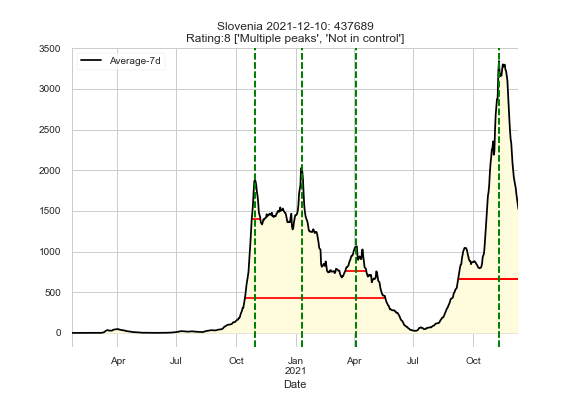 Slovenia 2021-12-10: 437689
Rating:8 ['Multiple peaks', 'Not in control']
Average-7d
3500
3000
2500
2000
1500
1000
500
0
Apr Jul Oct Jan Apr Jul Oct
2021
Date